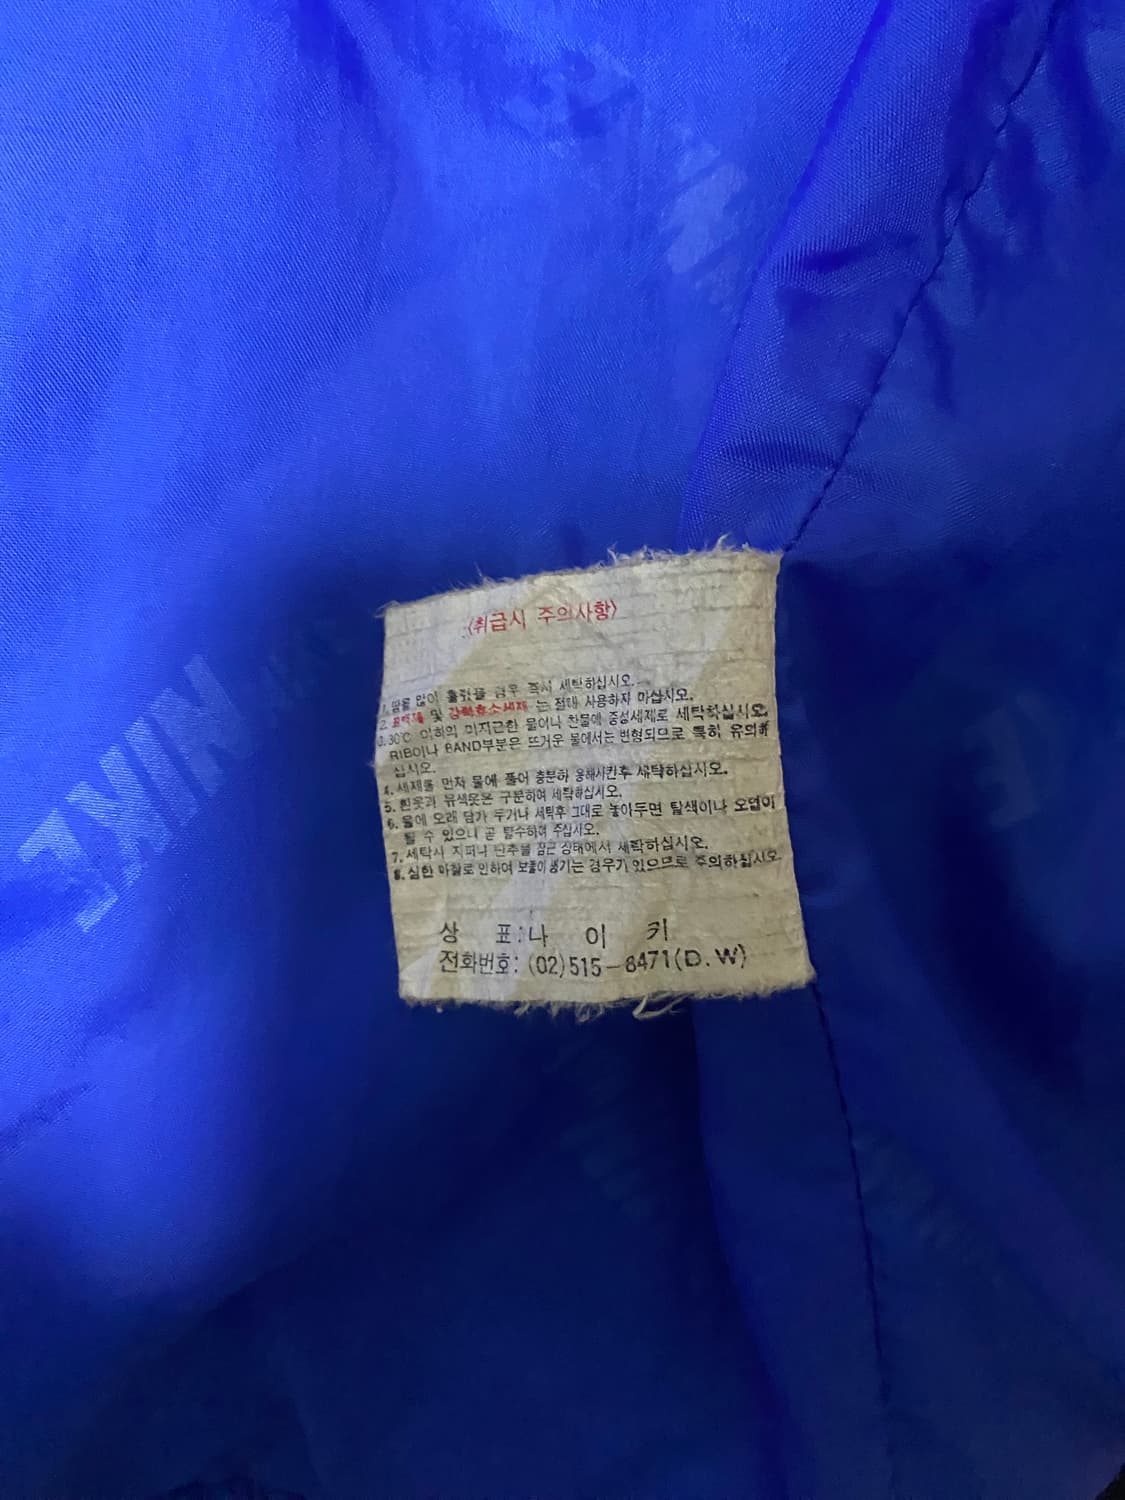 〈취급시 주의사항〉
1. 땀을 많이 흘렸을 경우 즉시 세탁하십시오.
2. 표백제 및 강력효소세제 는 절대 사용하지 마십시오.
3. 30℃ 이하의 미지근한 물이나 찬물에 중성세제로 세탁하십시오
RIB이나 BAND부분은 뜨거운 물에서는 변형되므로 특히 유의하
십시오.
4. 세제를 먼저 물에 풀어 충분히 용해시킨후 세탁하십시오.
5. 흰옷과 유색옷은 구분하여 세탁하십시오.
6. 물에 오래 담가 두거나 세탁후 그대로 놓아두면 탈색이나 오염이
될 수 있으니 곧 탈수하여 주십시오.
7. 세탁시 지퍼나 단추를 잠근 상태에서 세탁하십시오.
8. 심한 마찰로 인하여 보풀이 생기는 경우가 있으므로 주의하십시오
상 표: 나 이 키
전화번호: (02)515-8471(D.W)
NIKE